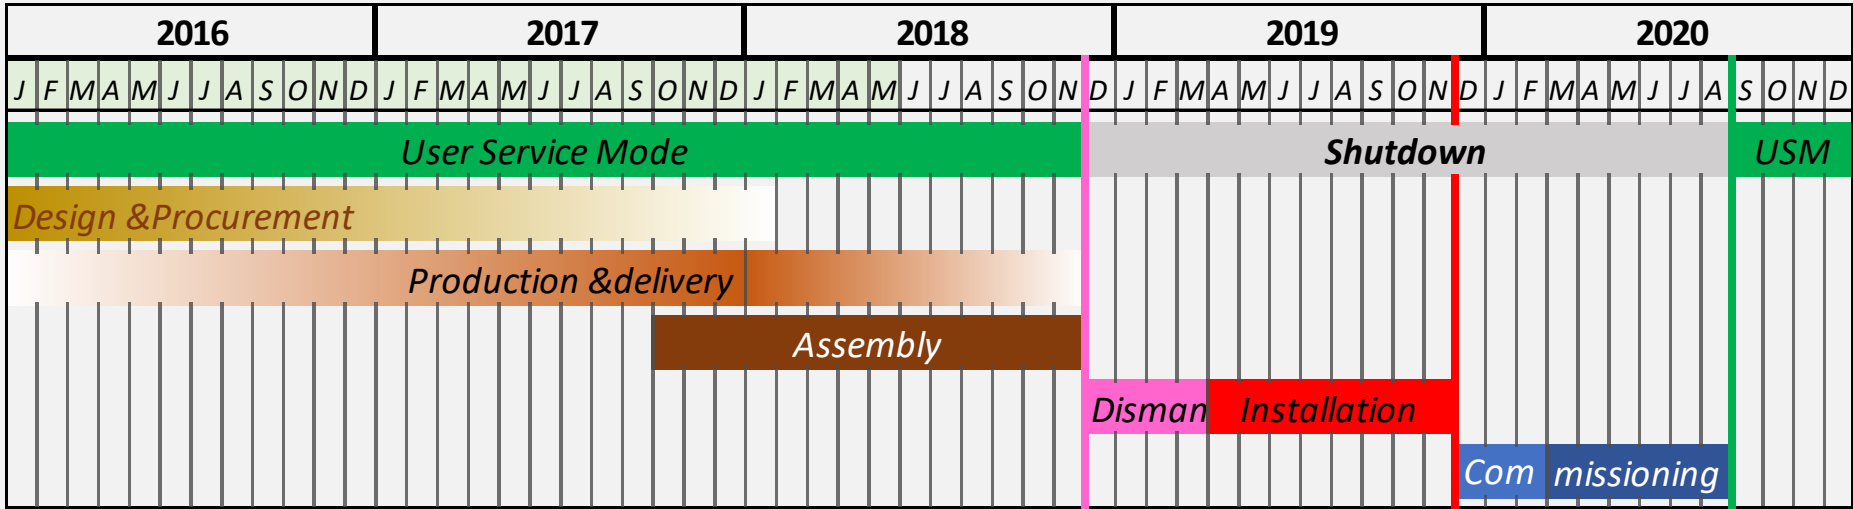 2016 2017 2018 2019 2020
J F M A M J J A S O N D J F M A M J J A S O N D J F M A M J J A S O N D J F M A M J J A S O N D J F M A M J J A S O N D
User Service Mode Shutdown USM
Design &Procurement
Production &delivery
Assembly
Disman Installation
Com missioning